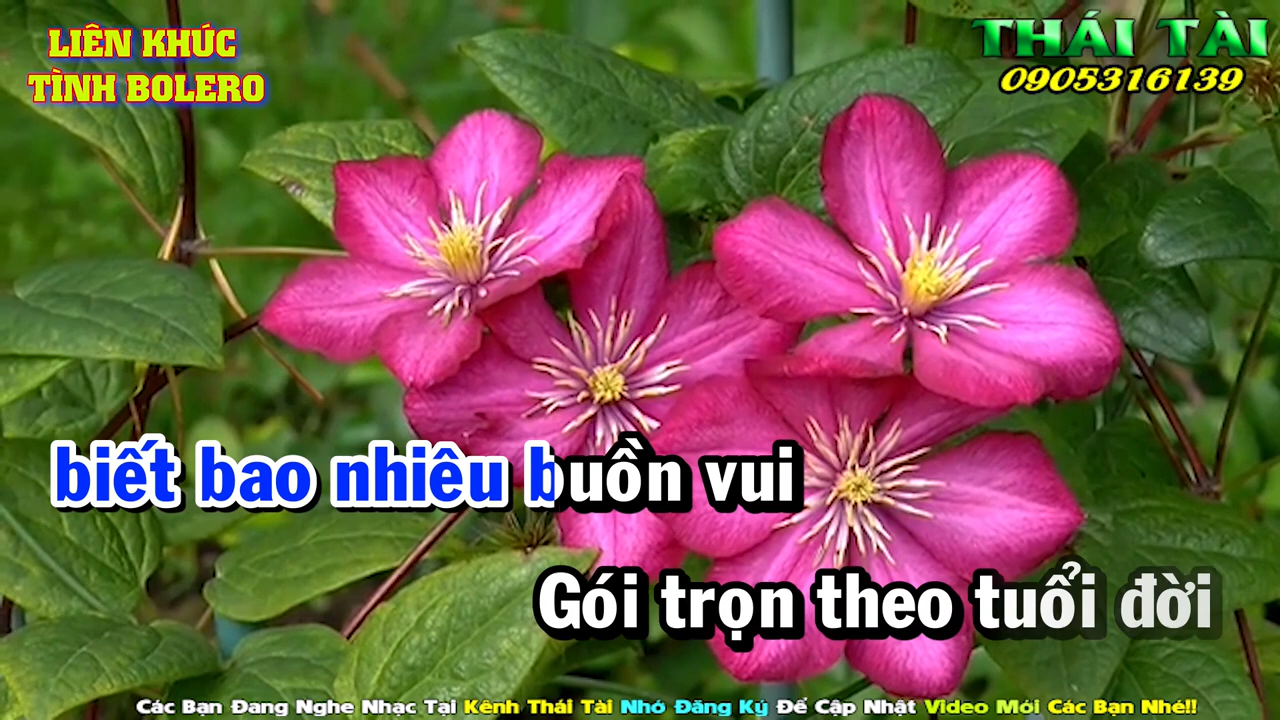 LIÊN KHÚC
TÌNH BOLERO
THÁI TÀI
0905316139
biết bao nhiêu buồn vui
Gói trọn theo tuổi đời
Các Bạn Đang Nghe Nhạc Tại Kênh Thái Tài Nhớ Đăng Ký Để Cập Nhật Video Mới Các Bạn Nhé!!